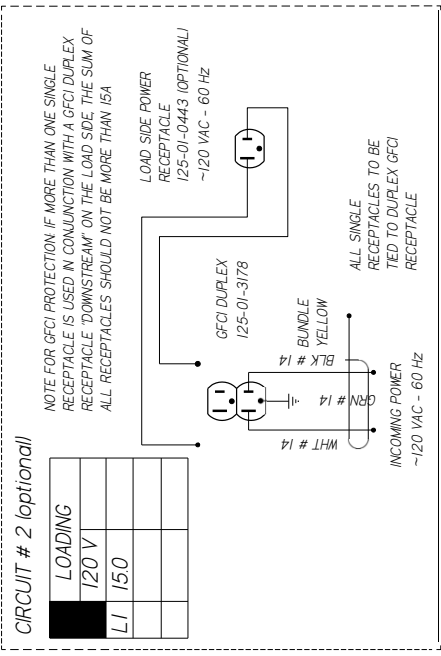 CIRCUIT # 2 (optional)
LOADING
120 V
L1 15.0
NOTE FOR GFCI PROTECTION: IF MORE THAN ONE SINGLE
RECEPTACLE IS USED IN CONJUNCTION WITH A GFCI DUPLEX
RECEPTACLE "DOWNSTREAM" ON THE LOAD SIDE, THE SUM OF
ALL RECEPTACLES SHOULD NOT BE MORE THAN 15A
LOAD SIDE POWER
RECEPTACLE
125-01-0443 (OPTIONAL)
~120 VAC - 60 Hz
GFCI DUPLEX
125-01-3178
BUNDLE
YELLOW
BLK # 14
GRN # 14
WHT # 14
INCOMING POWER
~120 VAC - 60 Hz
ALL SINGLE
RECEPTACLES TO BE
TIED TO DUPLEX GFCI
RECEPTACLE